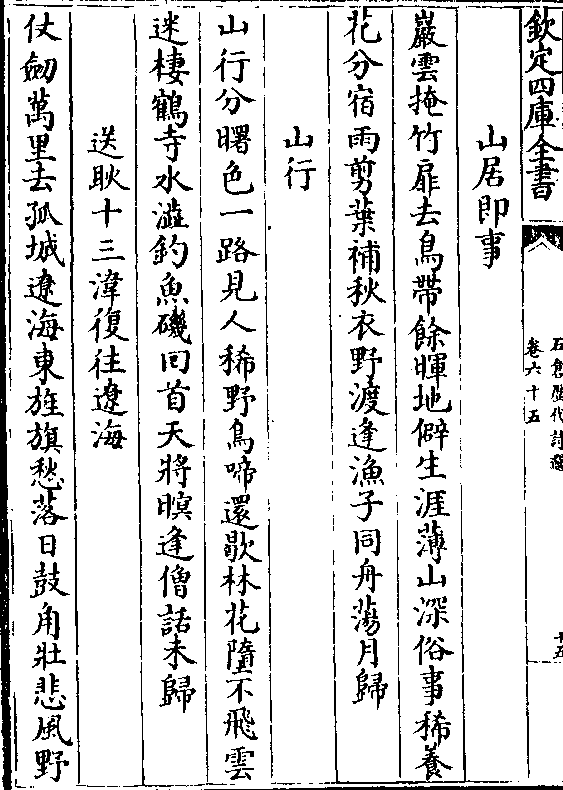 欽定四庫全書
石倉歷代詩選
卷六十五
十五
山居即事
巖雲掩竹扉去鳥帶餘暉地僻生涯薄山深俗事稀養
花分宿雨剪葉補秋衣野渡逢漁子同舟蕩月歸
山行
山行分曙色一路見人稀野鳥啼還歇林花墮不飛雲
迷棲鶴寺水澁釣魚磯回首天將暝逢僧話未歸
送耿十三湋復往遼海
仗劒萬里去孤城遼海東旌旗愁落日鼓角壯悲風野